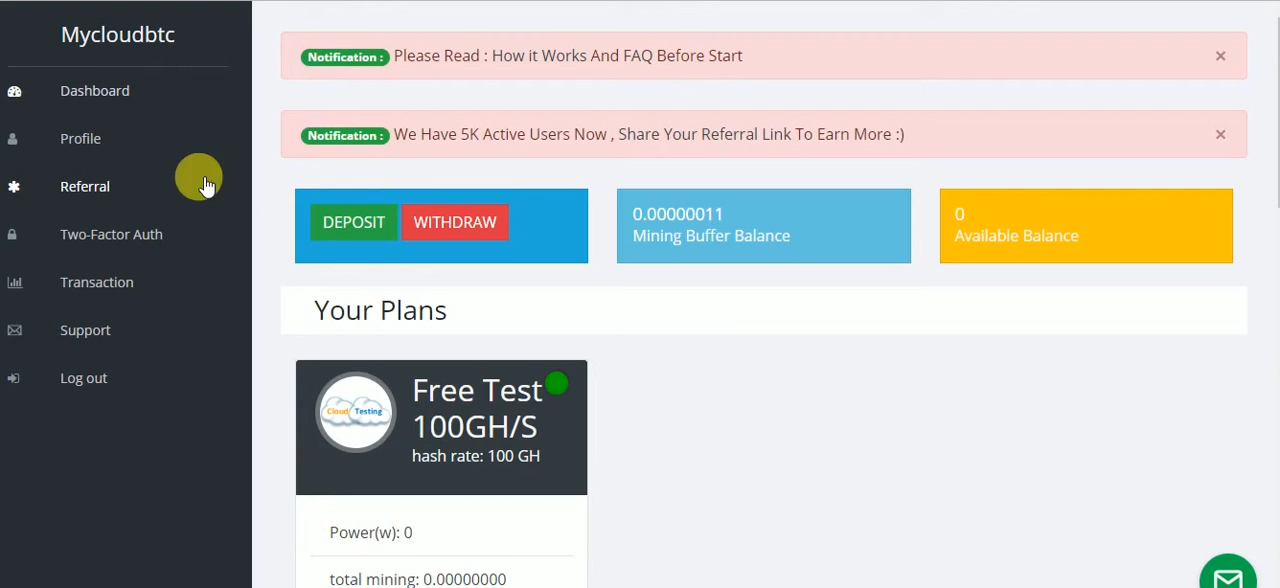 Mycloudbtc
Dashboard
Profile
Referral
Two-Factor Auth
Transaction
Support
Log out
Notification : Please Read : How it Works And FAQ Before Start ×
Notification : We Have 5K Active Users Now , Share Your Referral Link To Earn More :) ×
DEPOSIT WITHDRAW
0.00000011
Mining Buffer Balance
0
Available Balance
Your Plans
Cloud Testing
Free Test
100GH/S
hash rate: 100 GH
Power(w): 0
total mining: 0.00000000